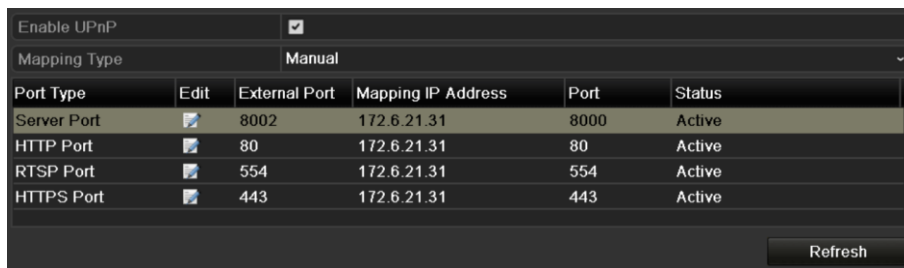 Enable UPnP
Mapping Type Manual
Port Type Edit External Port Mapping IP Address Port Status
Server Port 8002 172.6.21.31 8000 Active
HTTP Port 80 172.6.21.31 80 Active
RTSP Port 554 172.6.21.31 554 Active
HTTPS Port 443 172.6.21.31 443 Active
Refresh